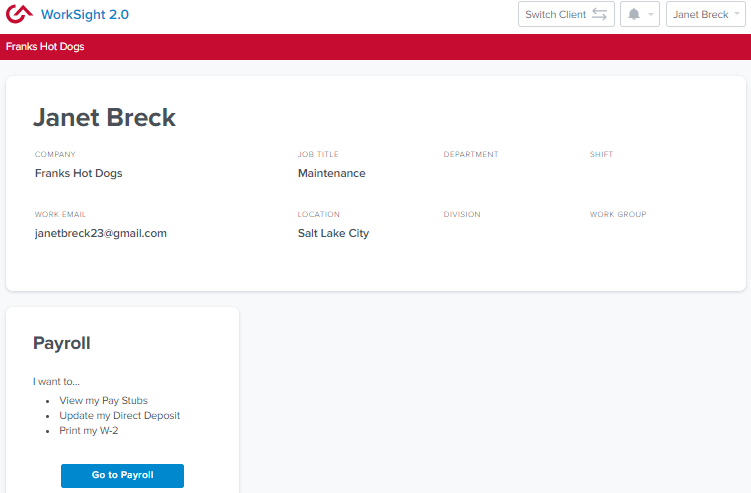 WorkSight 2.0
Switch Client
Janet Breck
Franks Hot Dogs
Janet Breck
COMPANY JOB TITLE DEPARTMENT SHIFT
Franks Hot Dogs Maintenance
WORK EMAIL LOCATION DIVISION WORK GROUP
janetbreck23@gmail.com Salt Lake City
Payroll
I want to...
• View my Pay Stubs
• Update my Direct Deposit
• Print my W-2
Go to Payroll